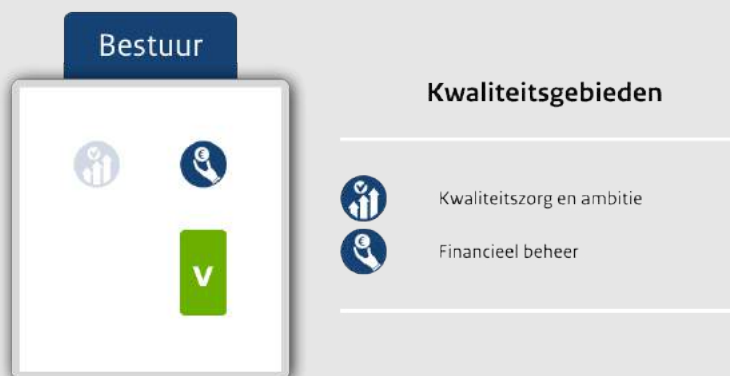 Bestuur
V
Kwaliteitsgebieden
Kwaliteitszorg en ambitie
Financieel beheer